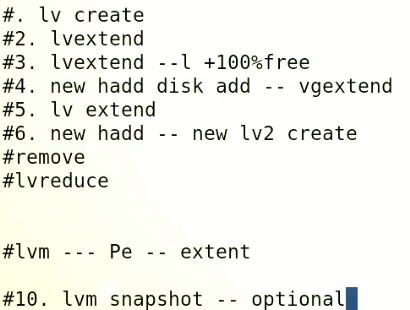 #. lv create
#2. lvextend
#3. lvextend --l +100%free
#4. new hadd disk add -- vgextend
#5. lv extend
#6. new hadd -- new lv2 create
#remove
#lvreduce
#lvm --- Pe -- extent
#10. lvm snapshot -- optional